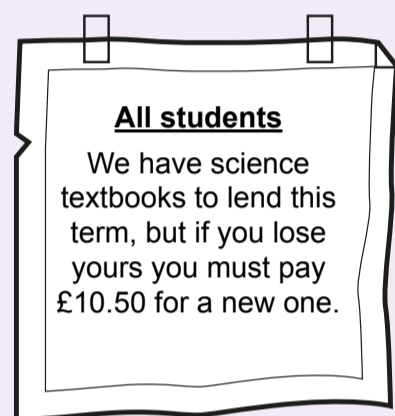 All students
We have science
textbooks to lend this
term, but if you lose
yours you must pay
£10.50 for a new one.